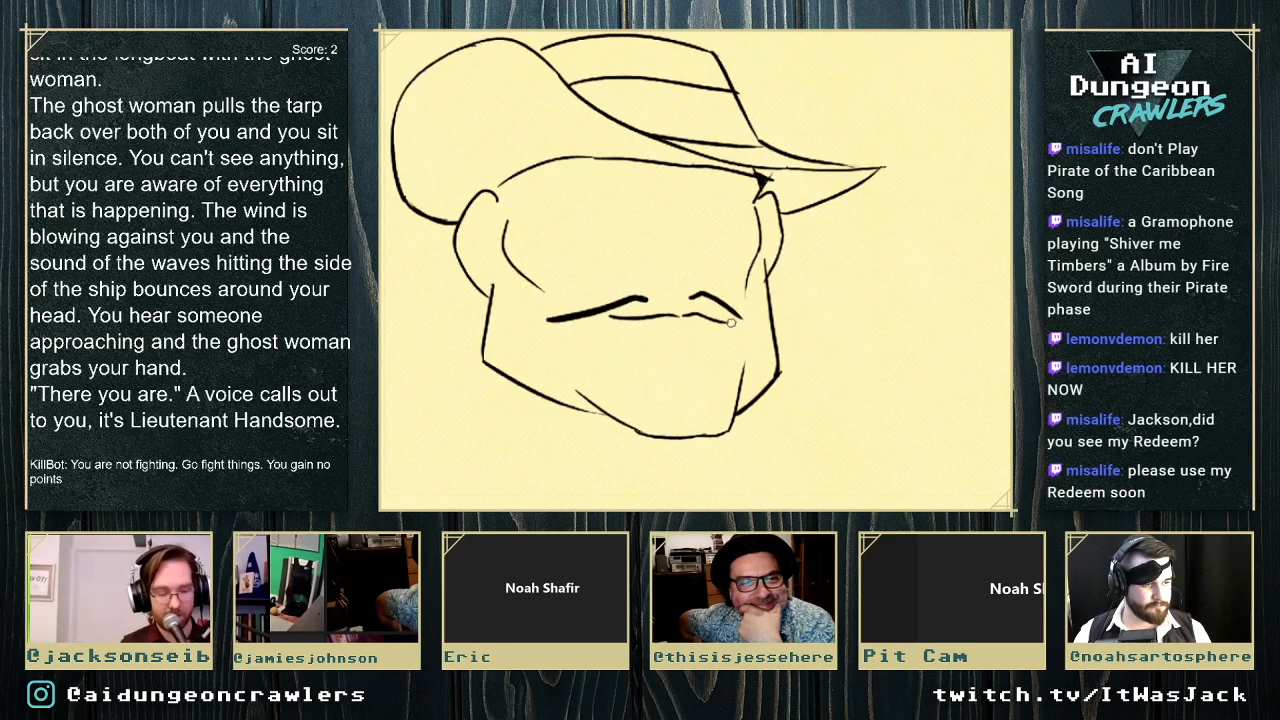 Score: 2
sit in the longboat with the ghost
woman.
The ghost woman pulls the tarp
back over both of you and you sit
in silence. You can't see anything,
but you are aware of everything
that is happening. The wind is
blowing against you and the
sound of the waves hitting the side
of the ship bounces around your
head. You hear someone
approaching and the ghost woman
grabs your hand.
"There you are." A voice calls out
to you, it's Lieutenant Handsome.
KillBot: You are not fighting. Go fight things. You gain no
points
AI
Dungeon
CRAWLERS
misalife: don't Play
Pirate of the Caribbean
Song
misalife: a Gramophone
playing "Shiver me
Timbers" a Album by Fire
Sword during their Pirate
phase
lemonvdemon: kill her
lemonvdemon: KILL HER
NOW
misalife: Jackson,did
you see my Redeem?
misalife: please use my
Redeem soon
Noah Shafir
Noah S
@jacksonseib
@jamiesjohnson
Eric
@thisisjessehere
Pit Cam
@noahsartosphere
@aidungeoncrawlers
twitch.tv/ItWasJack